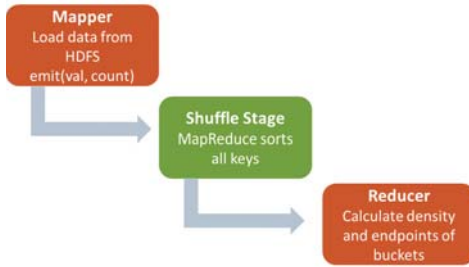 Mapper
Load data from
HDFS
emit(val, count)
Shuffle Stage
MapReduce sorts
all keys
Reducer
Calculate density
and endpoints of
buckets